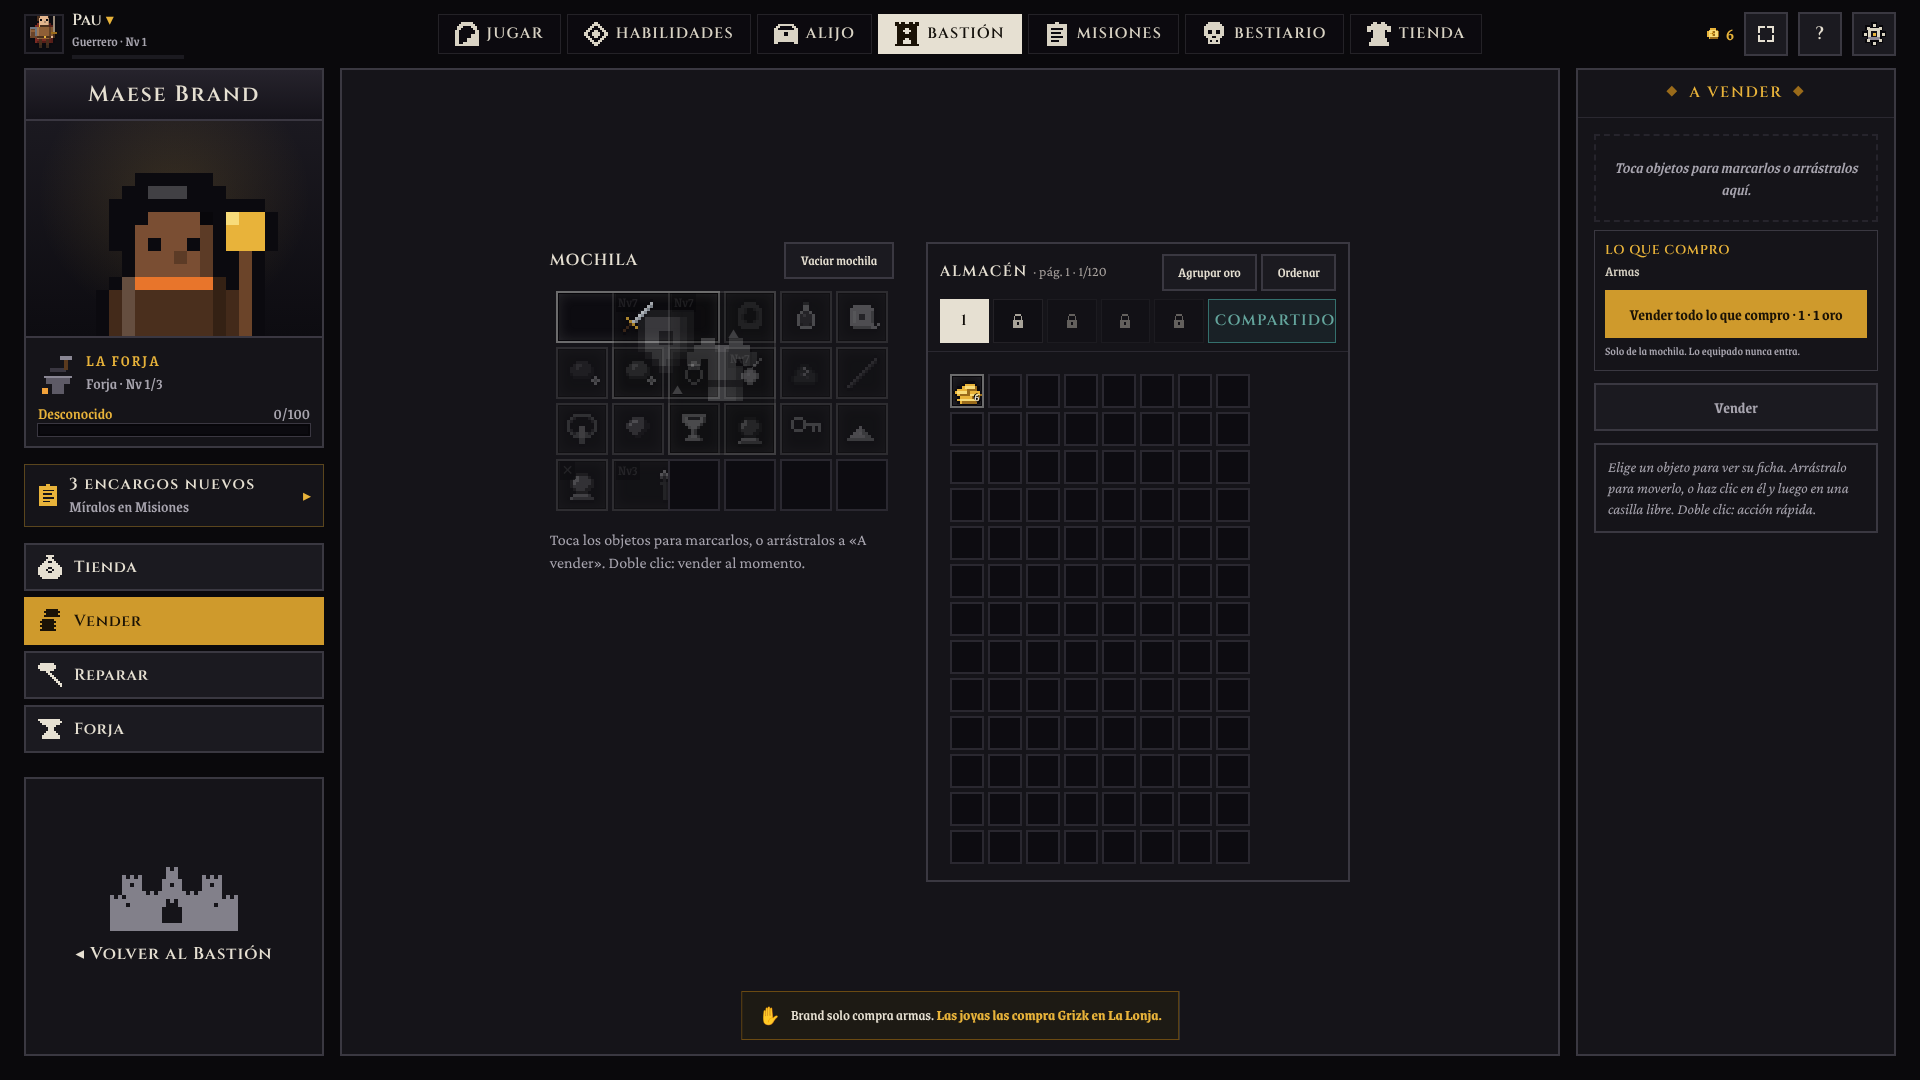 Pau ▾
Guerrero · Nv 1
JUGAR
HABILIDADES
ALIJO
BASTIÓN
MISIONES
BESTIARIO
TIENDA
6
?
MAESE BRAND
LA FORJA
Forja · Nv 1/3
Desconocido 0/100
3 ENCARGOS NUEVOS
Míralos en Misiones
TIENDA
VENDER
REPARAR
FORJA
◂ VOLVER AL BASTIÓN
MOCHILA
Vaciar mochila
Nv7
Nv7
Nv7
Nv3
Toca los objetos para marcarlos, o arrástralos a «A
vender». Doble clic: vender al momento.
ALMACÉN · pág. 1 · 1/120
Agrupar oro
Ordenar
1
COMPARTIDO
6
Brand solo compra armas. Las joyas las compra Grizk en La Lonja.
◆ A VENDER ◆
Toca objetos para marcarlos o arrástralos
aquí.
LO QUE COMPRO
Armas
Vender todo lo que compro · 1 · 1 oro
Solo de la mochila. Lo equipado nunca entra.
Vender
Elige un objeto para ver su ficha. Arrástralo
para moverlo, o haz clic en él y luego en una
casilla libre. Doble clic: acción rápida.